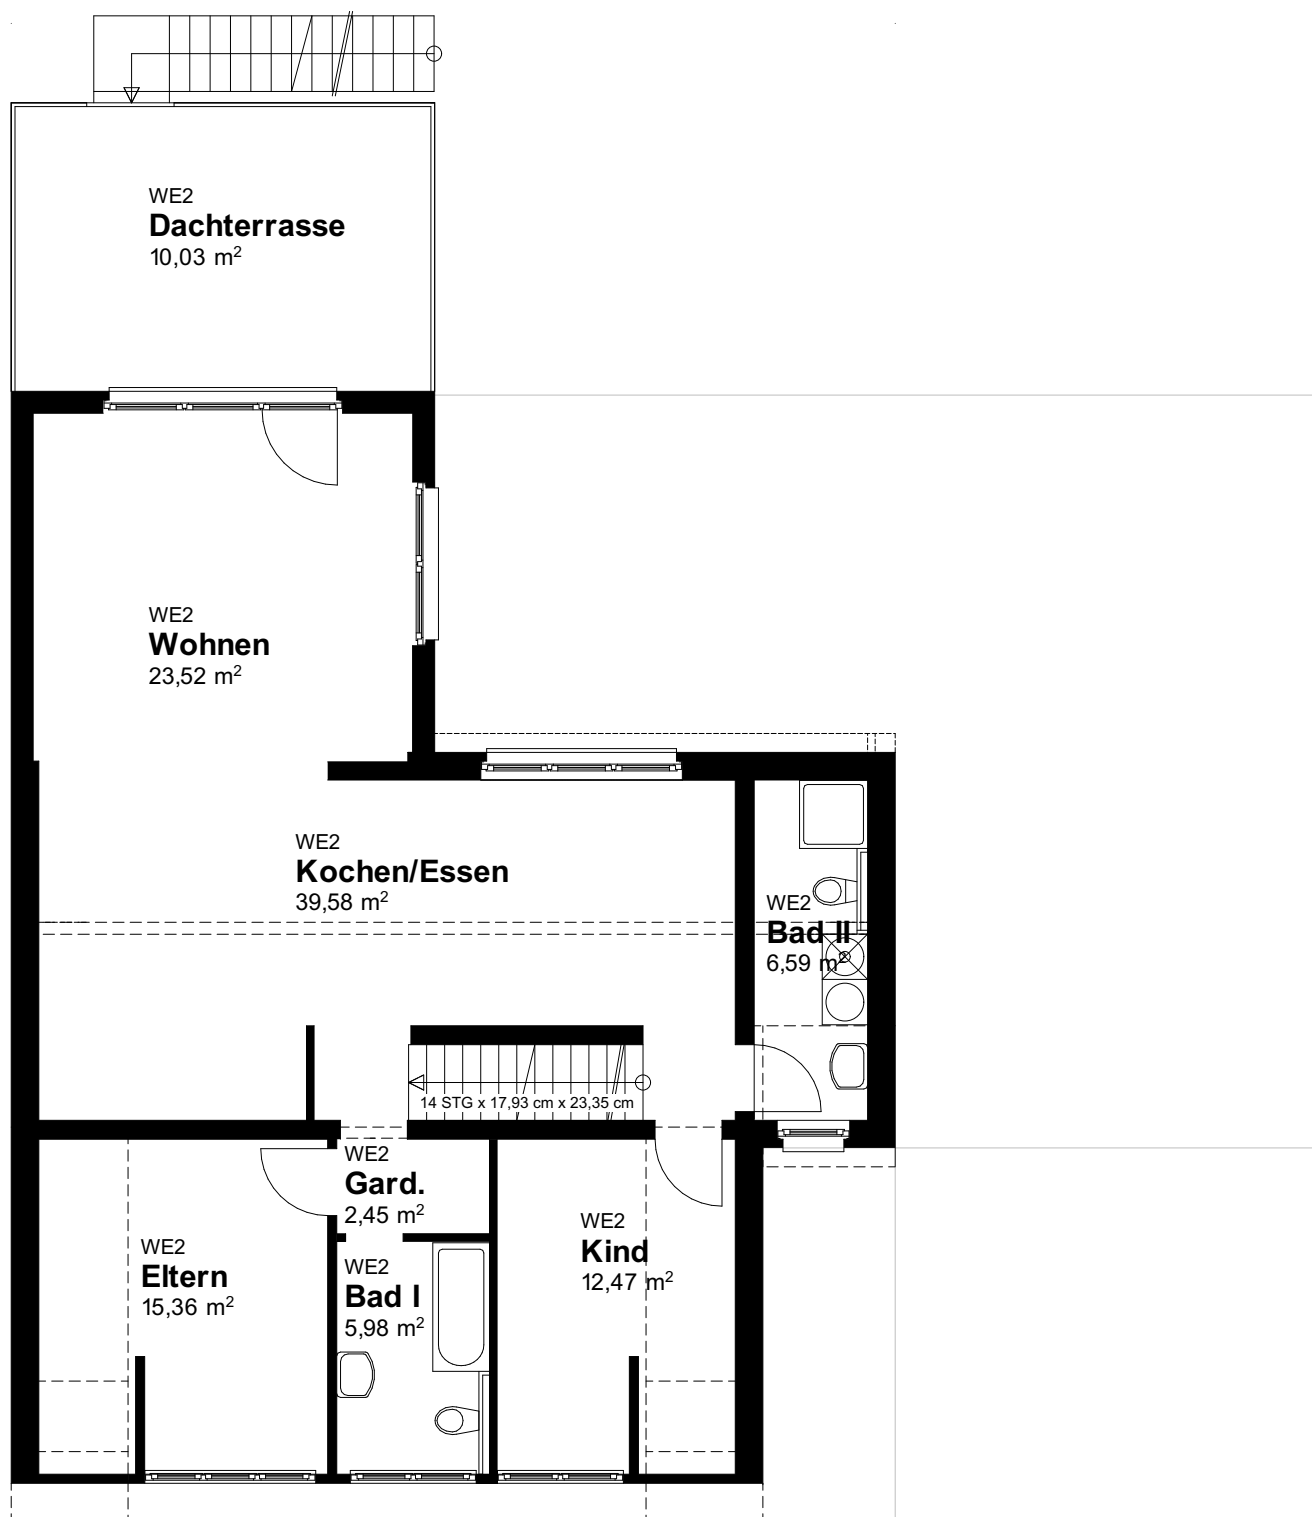 WE2
Dachterrasse
10,03 m²
WE2
Wohnen
23,52 m²
WE2
Kochen/Essen
39,58 m²
WE2
Bad II
6,59 m²
14 STG x 17,93 cm x 23,35 cm
WE2
Gard.
2,45 m²
WE2
Kind
12,47 m²
WE2
Eltern
15,36 m²
WE2
Bad I
5,98 m²